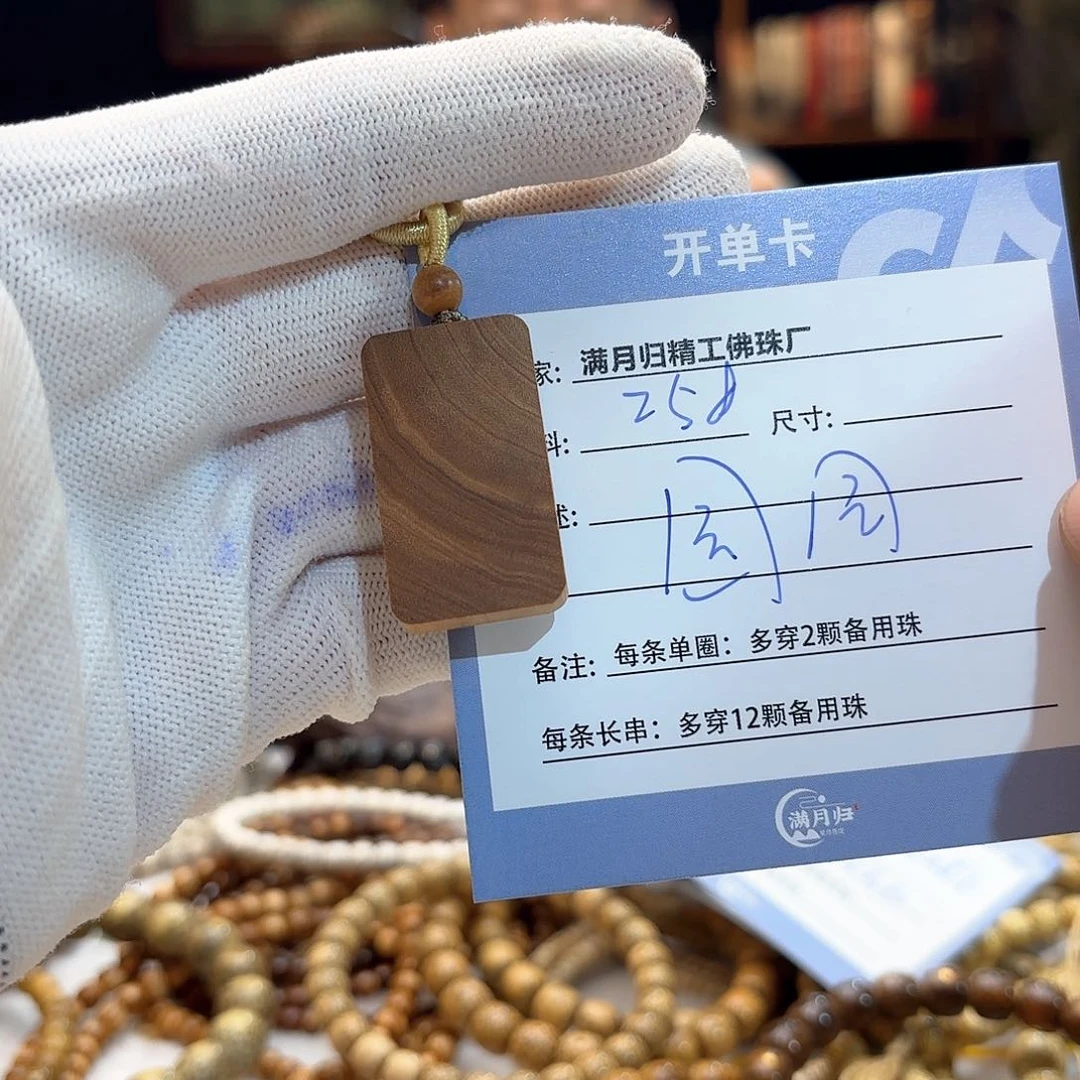 开单卡
家: 满月归精工佛珠厂
料: 258 尺寸:
述: 圆圆
备注: 每条单圈：多穿2颗备用珠
每条长串：多穿12颗备用珠
满月归